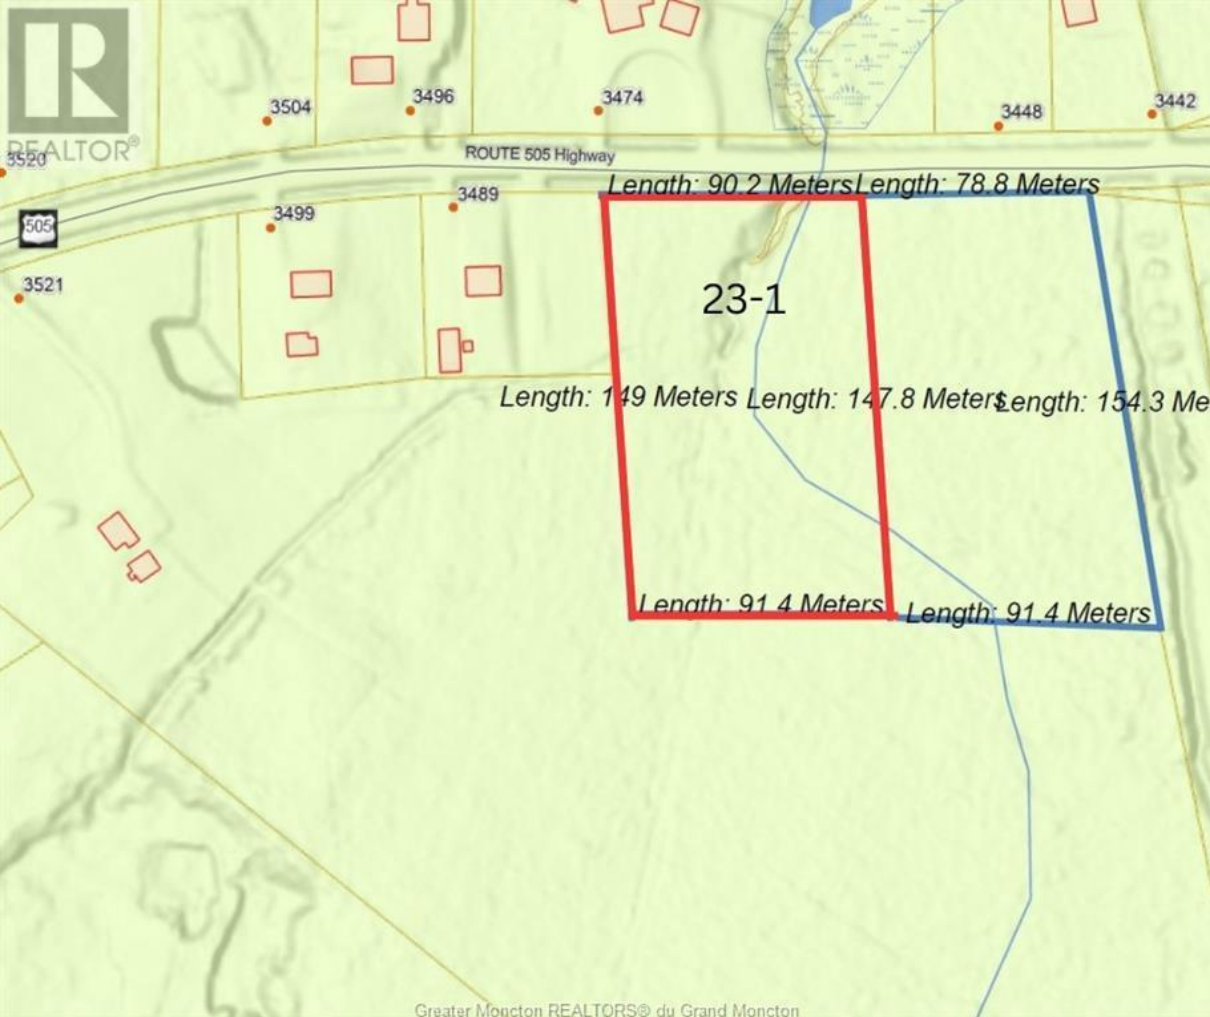 REALTOR®
3504
3496
3474
3448
3442
3520
ROUTE 505 Highway
Length: 90.2 Meters
Length: 78.8 Meters
3499
3489
505
3521
23-1
Length: 149 Meters
Length: 147.8 Meters
Length: 154.3 Me
Length: 91.4 Meters
Length: 91.4 Meters
Greater Moncton REALTORS® du Grand Moncton